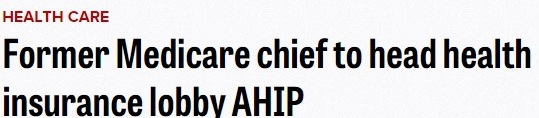 HEALTH CARE
Former Medicare chief to head health
insurance lobby AHIP